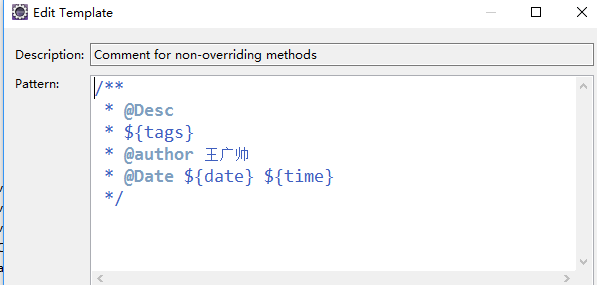 Edit Template
Description: Comment for non-overriding methods
Pattern:
/**
* @Desc
* ${tags}
* @author 王广帅
* @Date ${date} ${time}
*/